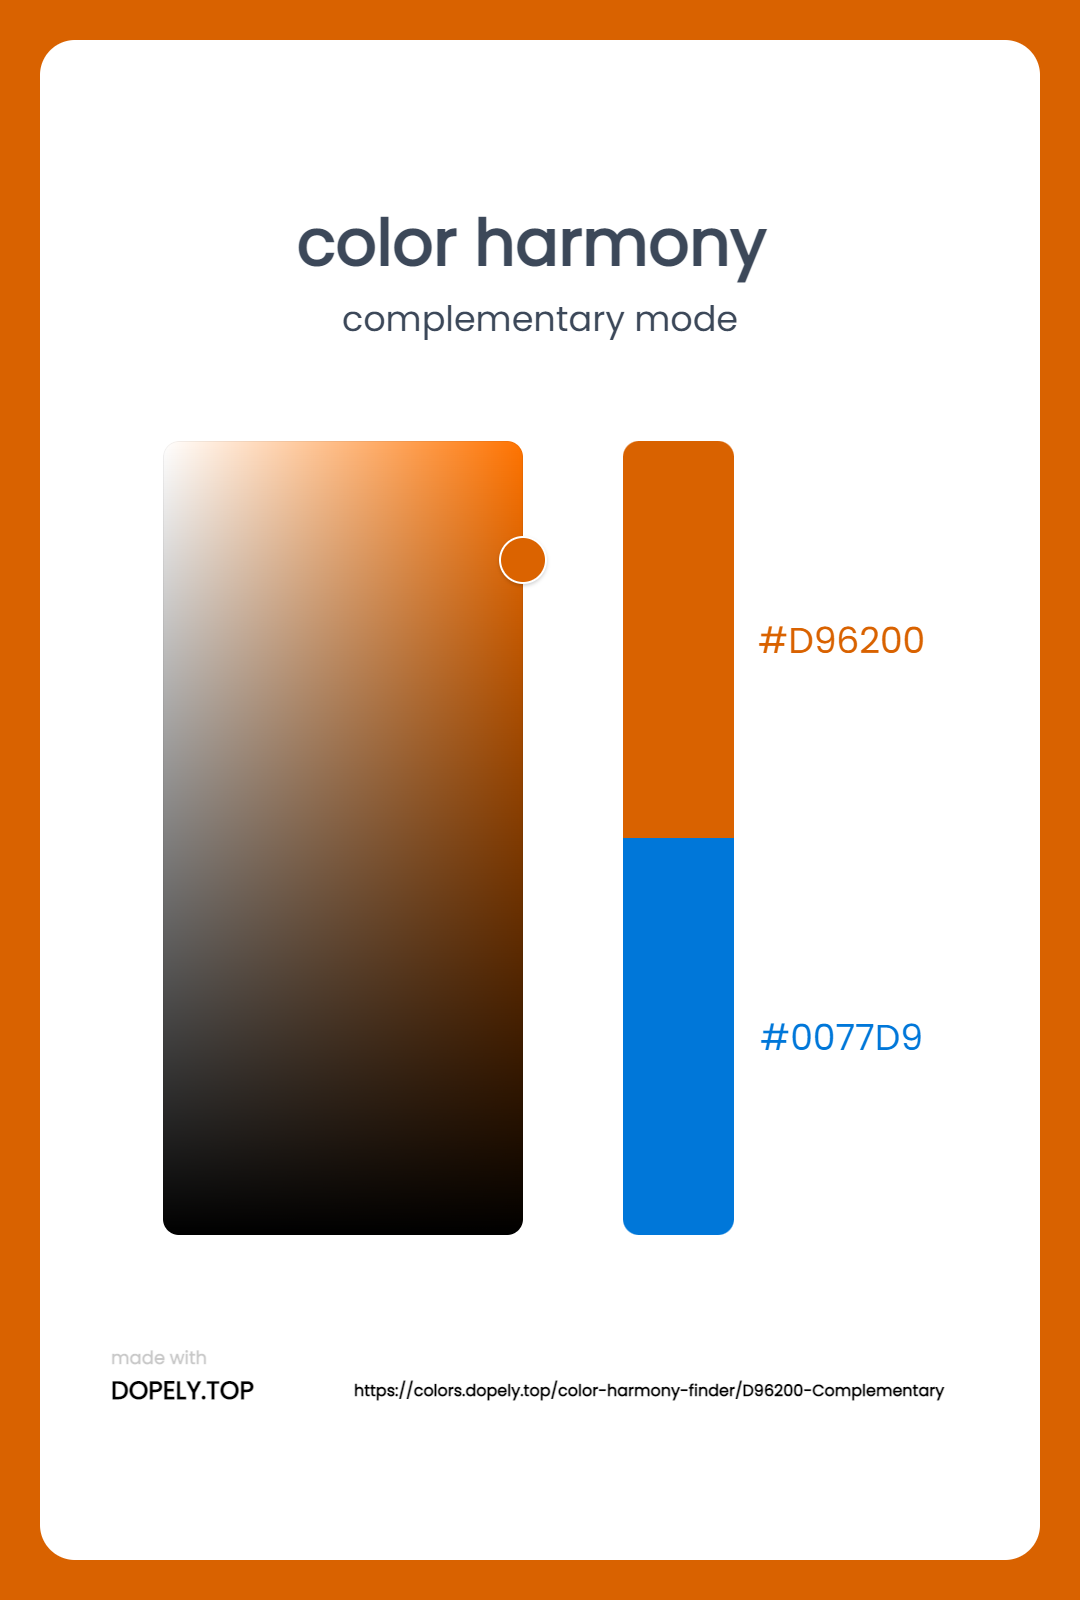 color harmony
complementary mode
#D96200
#0077D9
made with
DOPELY.TOP
https://colors.dopely.top/color-harmony-finder/D96200-Complementary